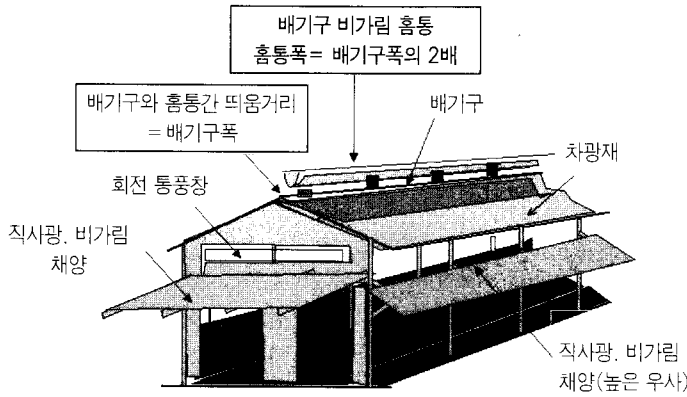 배기구 비가림 홈통
홈통폭= 배기구폭의 2배
배기구와 홈통간 띄움거리
= 배기구폭
배기구
차광재
회전 통풍창
직사광. 비가림
채양
직사광. 비가림
채양(높은 우사)